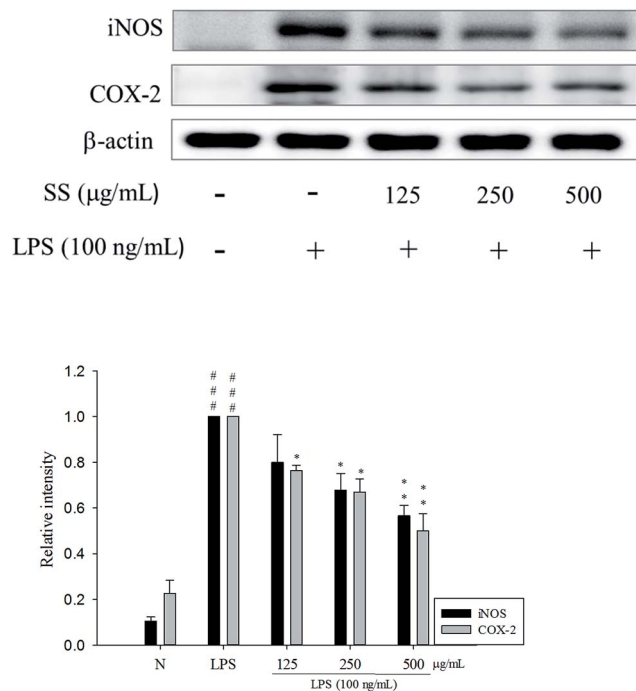 iNOS
COX-2
β-actin
SS (μg/mL) - - 125 250 500
LPS (100 ng/mL) - + + + +
Relative intensity
1.2
1.0
0.8
0.6
0.4
0.2
0.0
# #
# #
# #
*
* *
* *
* *
iNOS
COX-2
N LPS 125 250 500 μg/mL
LPS (100 ng/mL)